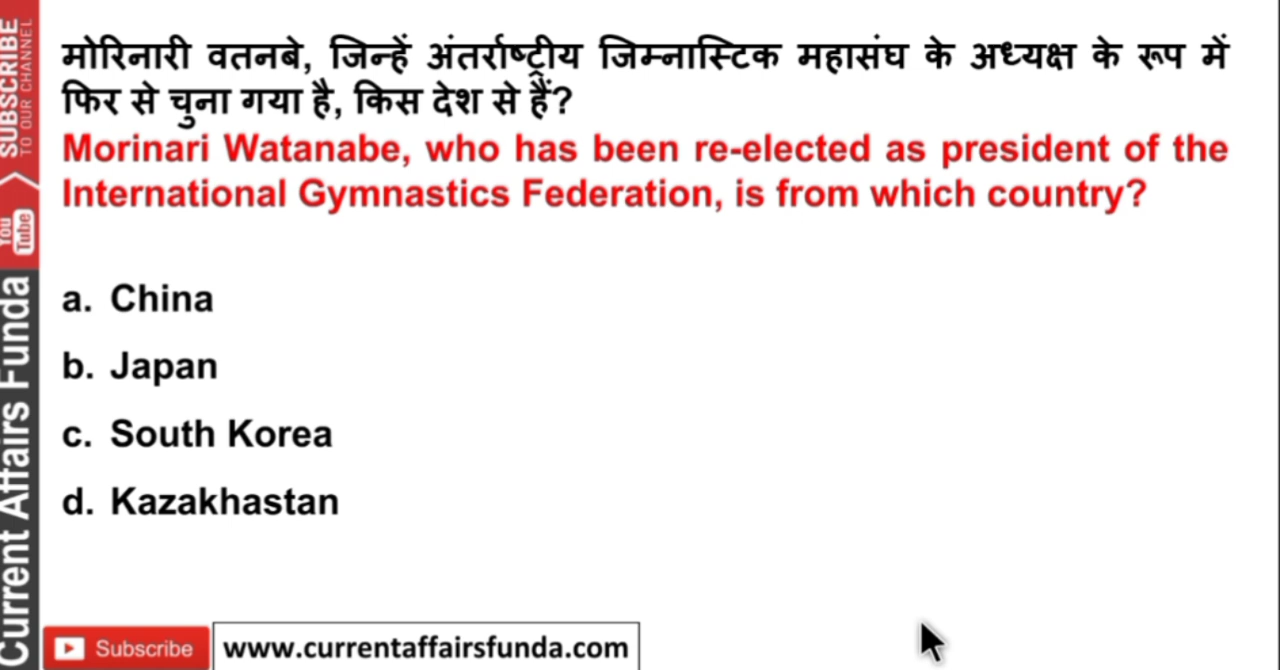 मोरिनारी वतनबे, जिन्हें अंतर्राष्ट्रीय जिम्नास्टिक महासंघ के अध्यक्ष के रूप में
फिर से चुना गया है, किस देश से हैं?
Morinari Watanabe, who has been re-elected as president of the
International Gymnastics Federation, is from which country?
a. China
b. Japan
c. South Korea
d. Kazakhastan
SUBSCRIBE
TO OUR CHANNEL
You
Tube
Current Affairs Funda
Subscribe
www.currentaffairsfunda.com